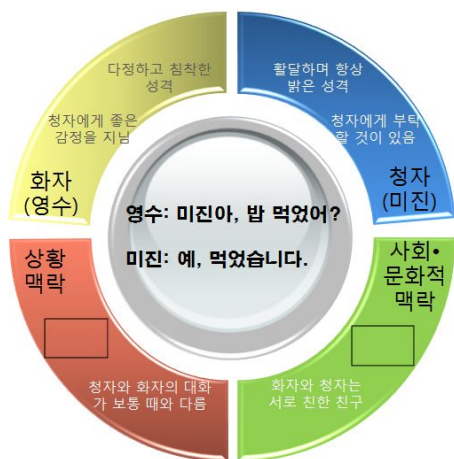 다정하고 침착한
성격
청자에게 좋은
감정을 지님
화자
(영수)
활달하며 항상
밝은 성격
청자에게 부탁
할 것이 있음
청자
(미진)
영수: 미진아, 밥 먹었어?
미진: 예, 먹었습니다.
상황
맥락
청자와 화자의 대화
가 보통 때와 다름
사회•
문화적
맥락
화자와 청자는
서로 친한 친구